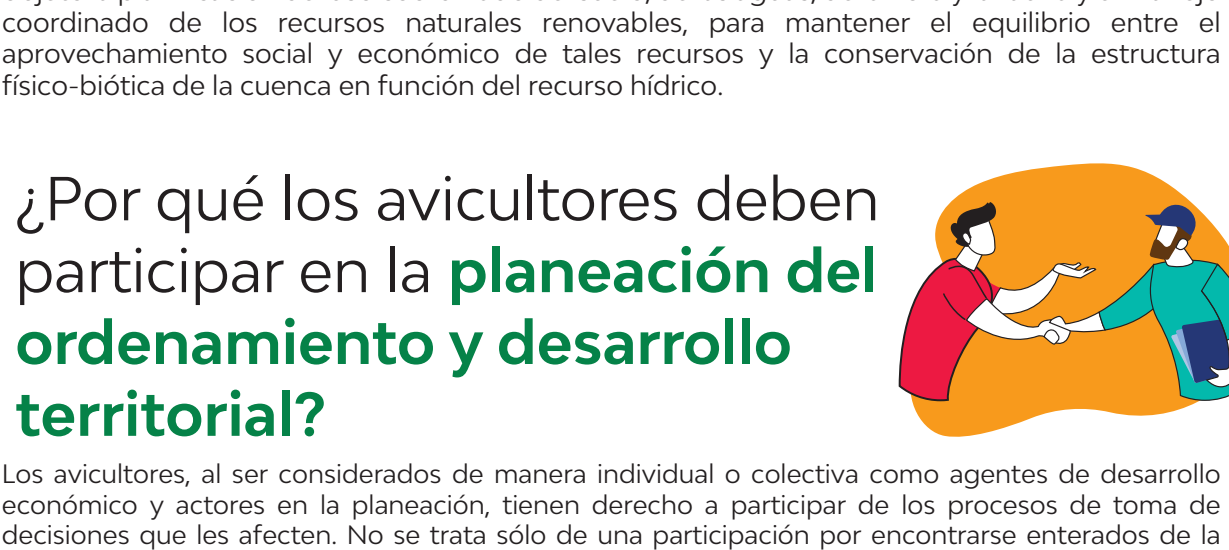 coordinado de los recursos naturales renovables, para mantener el equilibrio entre el
aprovechamiento social y económico de tales recursos y la conservación de la estructura
físico-biótica de la cuenca en función del recurso hídrico.
¿Por qué los avicultores deben
participar en la planeación del
ordenamiento y desarrollo
territorial?
Los avicultores, al ser considerados de manera individual o colectiva como agentes de desarrollo
económico y actores en la planeación, tienen derecho a participar de los procesos de toma de
decisiones que les afecten. No se trata sólo de una participación por encontrarse enterados de la